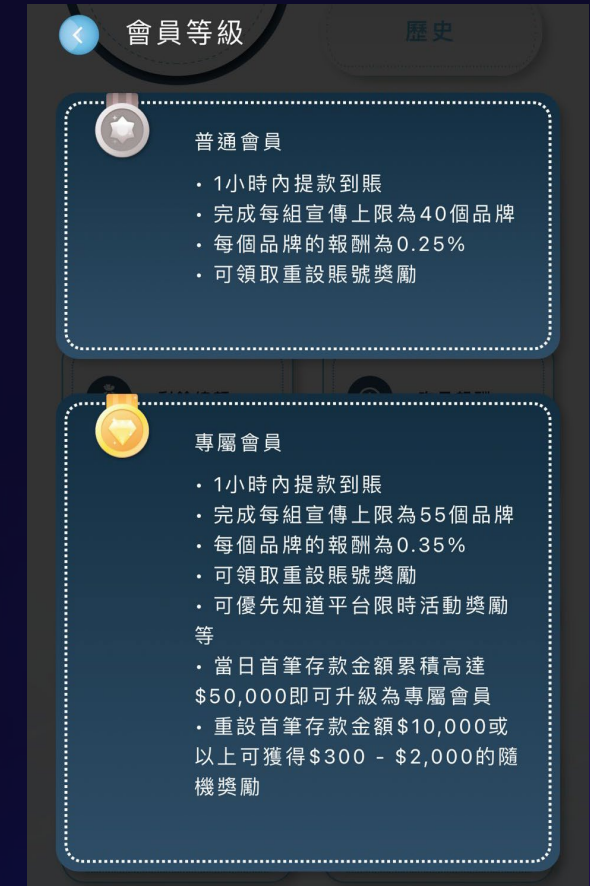 會員等級
歷史
普通會員
• 1小時內提款到賬
• 完成每組宣傳上限為40個品牌
• 每個品牌的報酬為0.25%
• 可領取重設賬號獎勵
專屬會員
• 1小時內提款到賬
• 完成每組宣傳上限為55個品牌
• 每個品牌的報酬為0.35%
• 可領取重設賬號獎勵
• 可優先知道平台限時活動獎勵
等
• 當日首筆存款金額累積高達
$50,000即可升級為專屬會員
• 重設首筆存款金額$10,000或
以上可獲得$300 - $2,000的隨
機獎勵